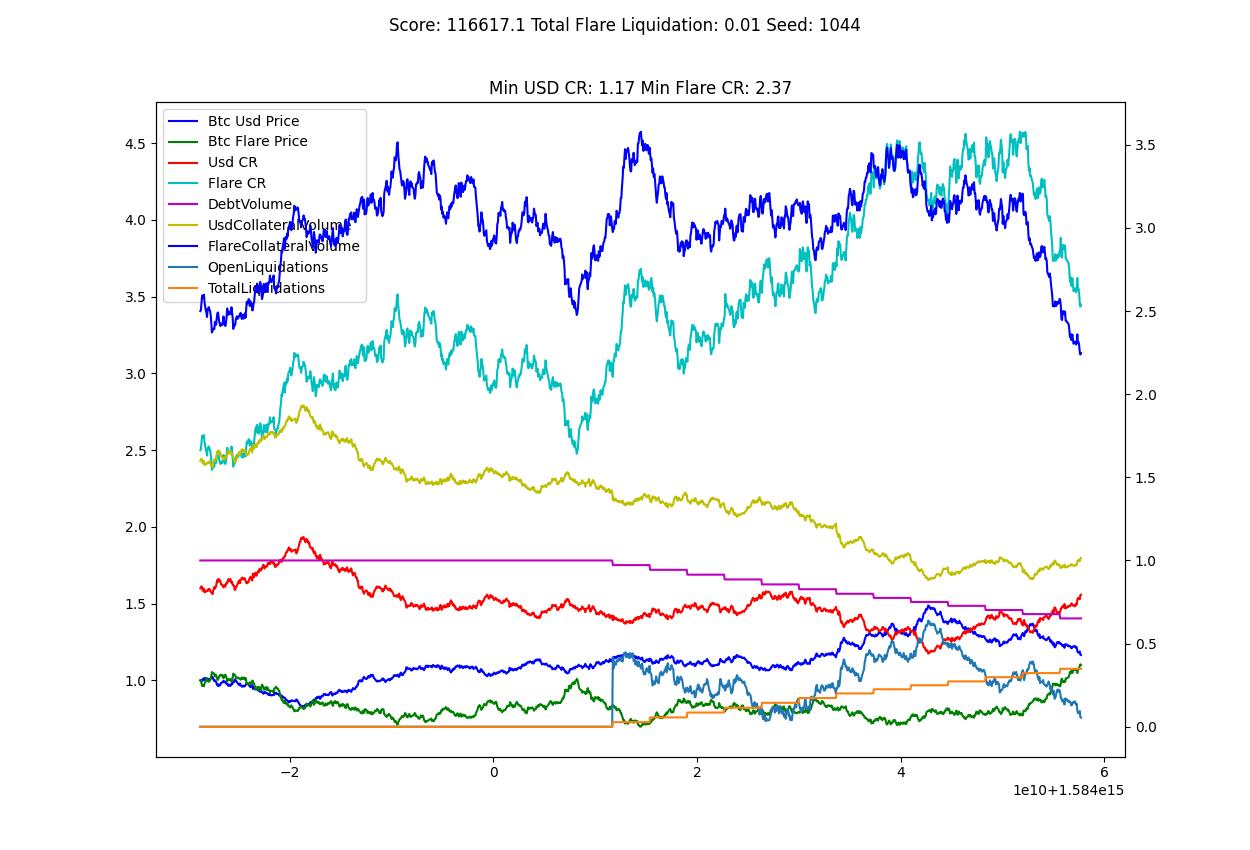 Score: 116617.1 Total Flare Liquidation: 0.01 Seed: 1044
Min USD CR: 1.17 Min Flare CR: 2.37
Btc Usd Price
Btc Flare Price
Usd CR
Flare CR
DebtVolume
UsdCollateralVolume
FlareCollateralVolume
OpenLiquidations
TotalLiquidations
4.5
4.0
3.5
3.0
2.5
2.0
1.5
1.0
3.5
3.0
2.5
2.0
1.5
1.0
0.5
0.0
−2 0 2 4 6
1e10+1.584e15